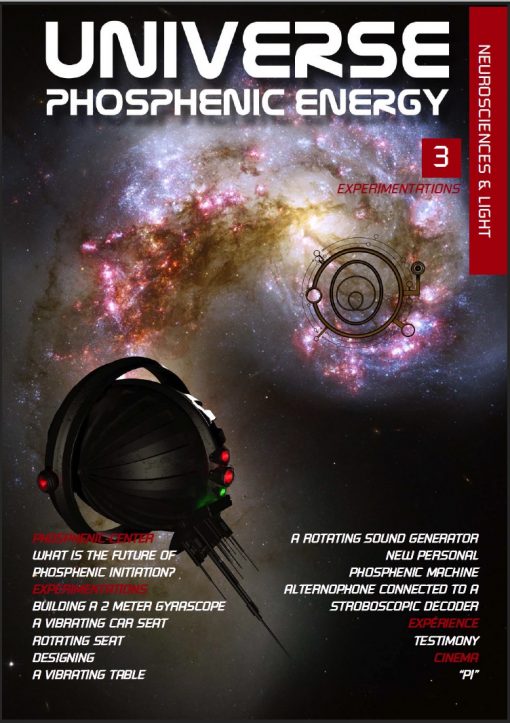 UNIVERSE
PHOSPHENIC ENERGY
NEUROSCIENCES & LIGHT
3
EXPERIMENTATIONS
PHOSPHENIC CENTER
WHAT IS THE FUTURE OF
PHOSPHENIC INITIATION?
EXPERIMENTATIONS
BUILDING A 2 METER GYRASCOPE
A VIBRATING CAR SEAT
ROTATING SEAT
DESIGNING
A VIBRATING TABLE
A ROTATING SOUND GENERATOR
NEW PERSONAL
PHOSPHENIC MACHINE
ALTERNOPHONE CONNECTED TO A
STROBOSCOPIC DECODER
EXPÉRIENCE
TESTIMONY
CINEMA
"PI"